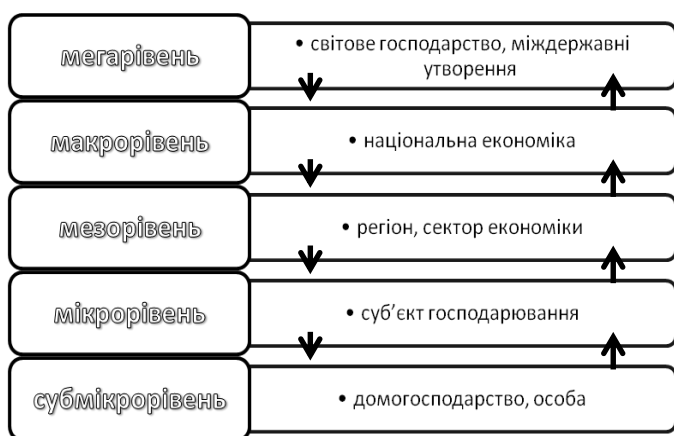 мегарівень
• світове господарство, міждержавні
утворення
макрорівень
• національна економіка
мезорівень
• регіон, сектор економіки
мікрорівень
• суб’єкт господарювання
субмікрорівень
• домогосподарство, особа